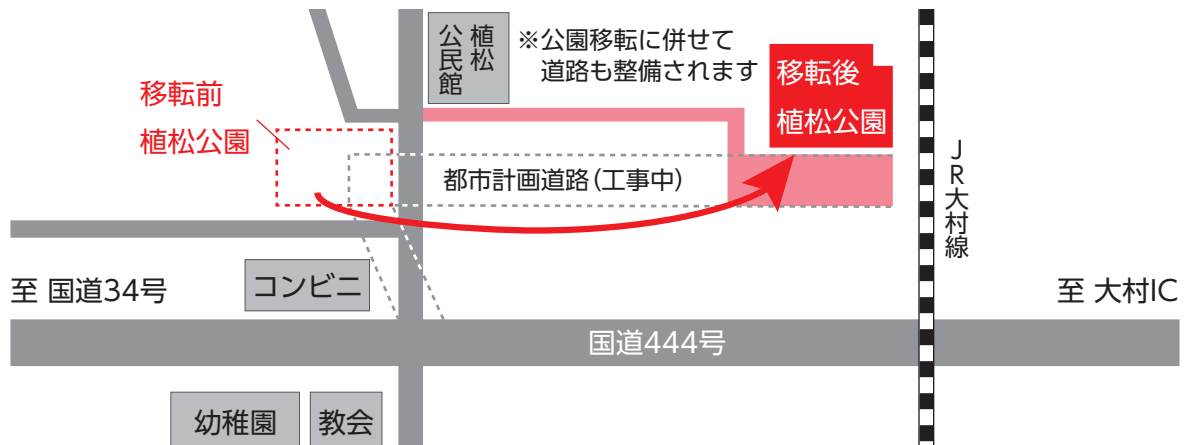 植松
公民館
※公園移転に併せて
道路も整備されます
移転後
植松公園
移転前
植松公園
都市計画道路（工事中）
JR大村線
至 国道34号
コンビニ
至 大村IC
国道444号
幼稚園
教会